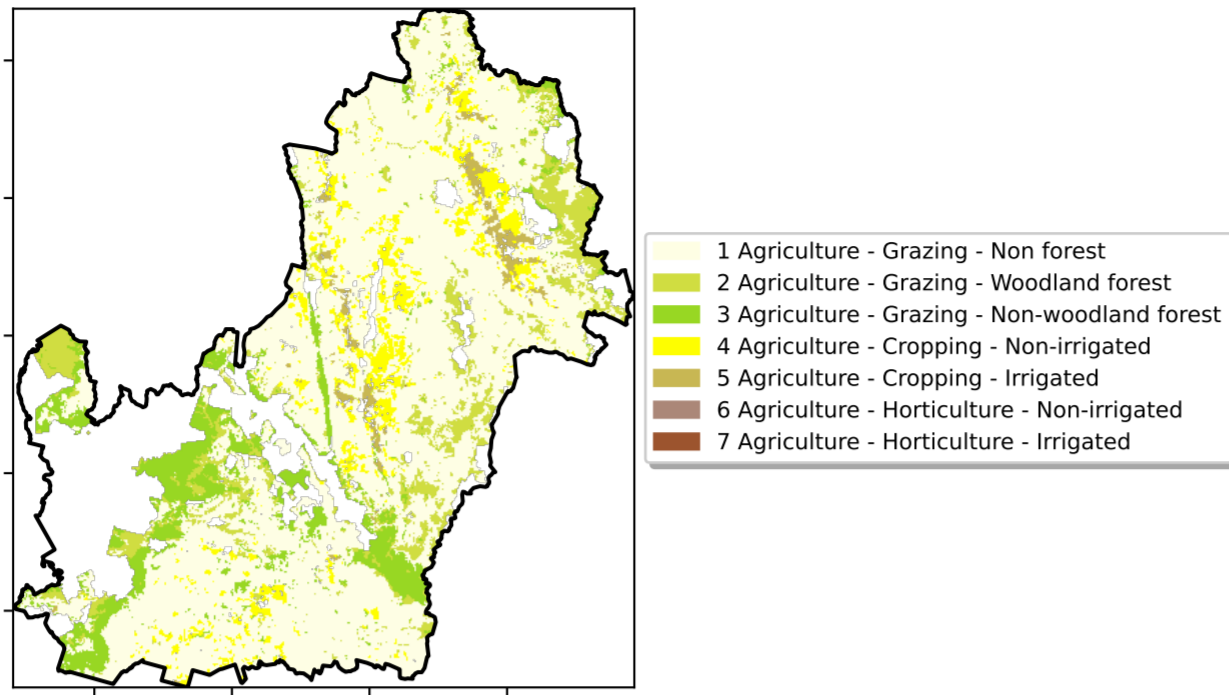 1 Agriculture - Grazing - Non forest
2 Agriculture - Grazing - Woodland forest
3 Agriculture - Grazing - Non-woodland forest
4 Agriculture - Cropping - Non-irrigated
5 Agriculture - Cropping - Irrigated
6 Agriculture - Horticulture - Non-irrigated
7 Agriculture - Horticulture - Irrigated